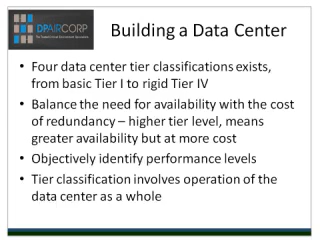 DPAIRCORP
Building a Data Center
• Four data center tier classifications exists,
from basic Tier I to rigid Tier IV
• Balance the need for availability with the cost
of redundancy – higher tier level, means
greater availability but at more cost
• Objectively identify performance levels
• Tier classification involves operation of the
data center as a whole